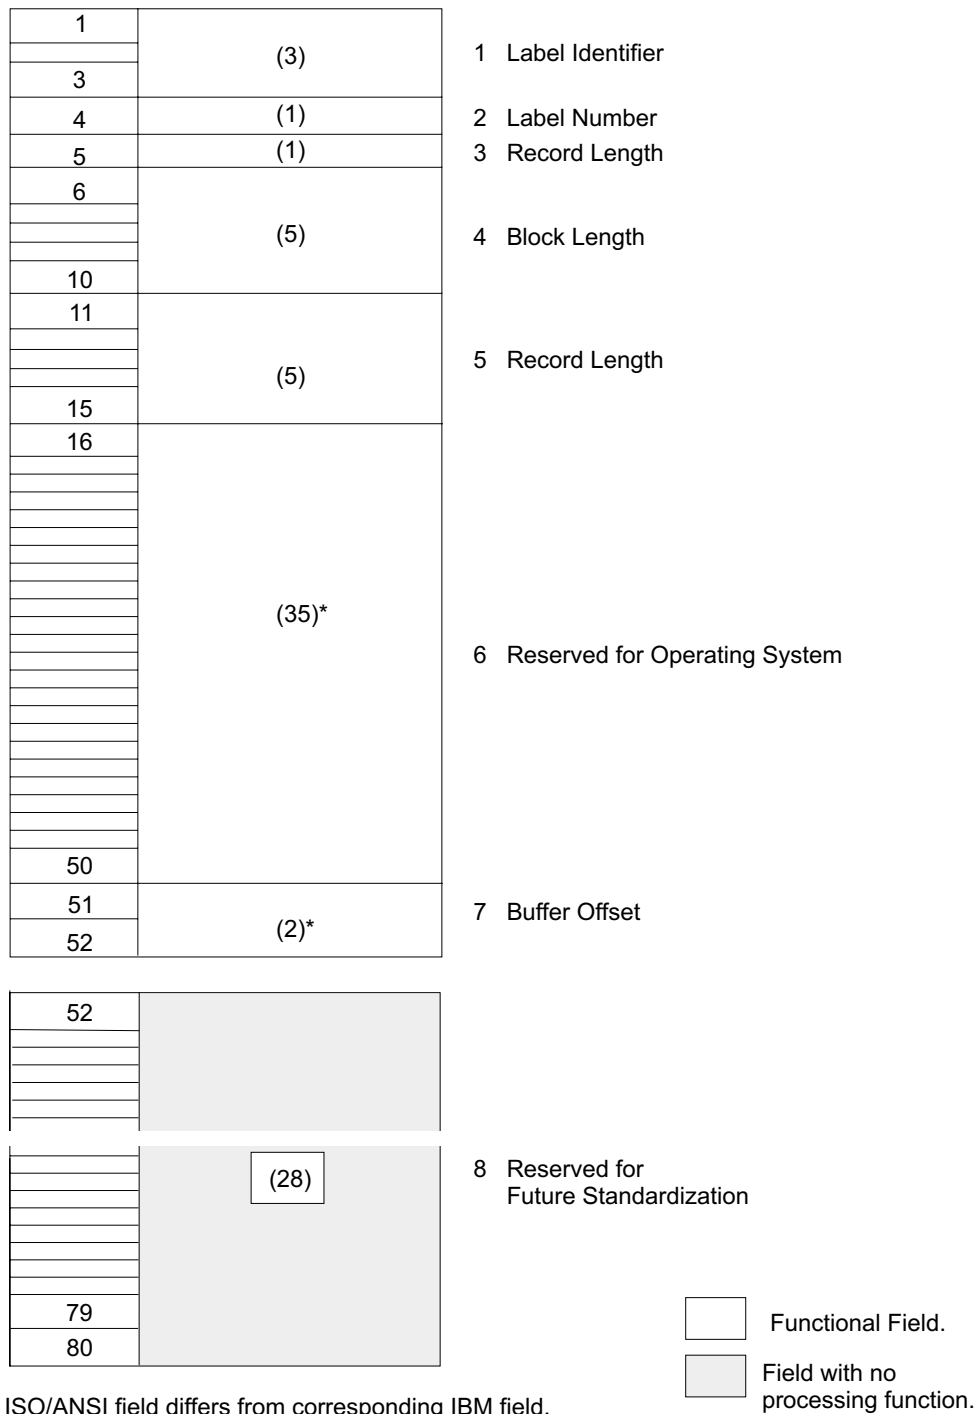 1
(3)
1 Label Identifier
3
4
(1)
2 Label Number
5
(1)
3 Record Length
6
(5)
4 Block Length
10
11
(5)
5 Record Length
15
16
(35)*
6 Reserved for Operating System
50
51
(2)*
7 Buffer Offset
52
52
(28)
8 Reserved for
Future Standardization
79
80
Functional Field.
Field with no
processing function.
ISO/ANSI field differs from corresponding IBM field.